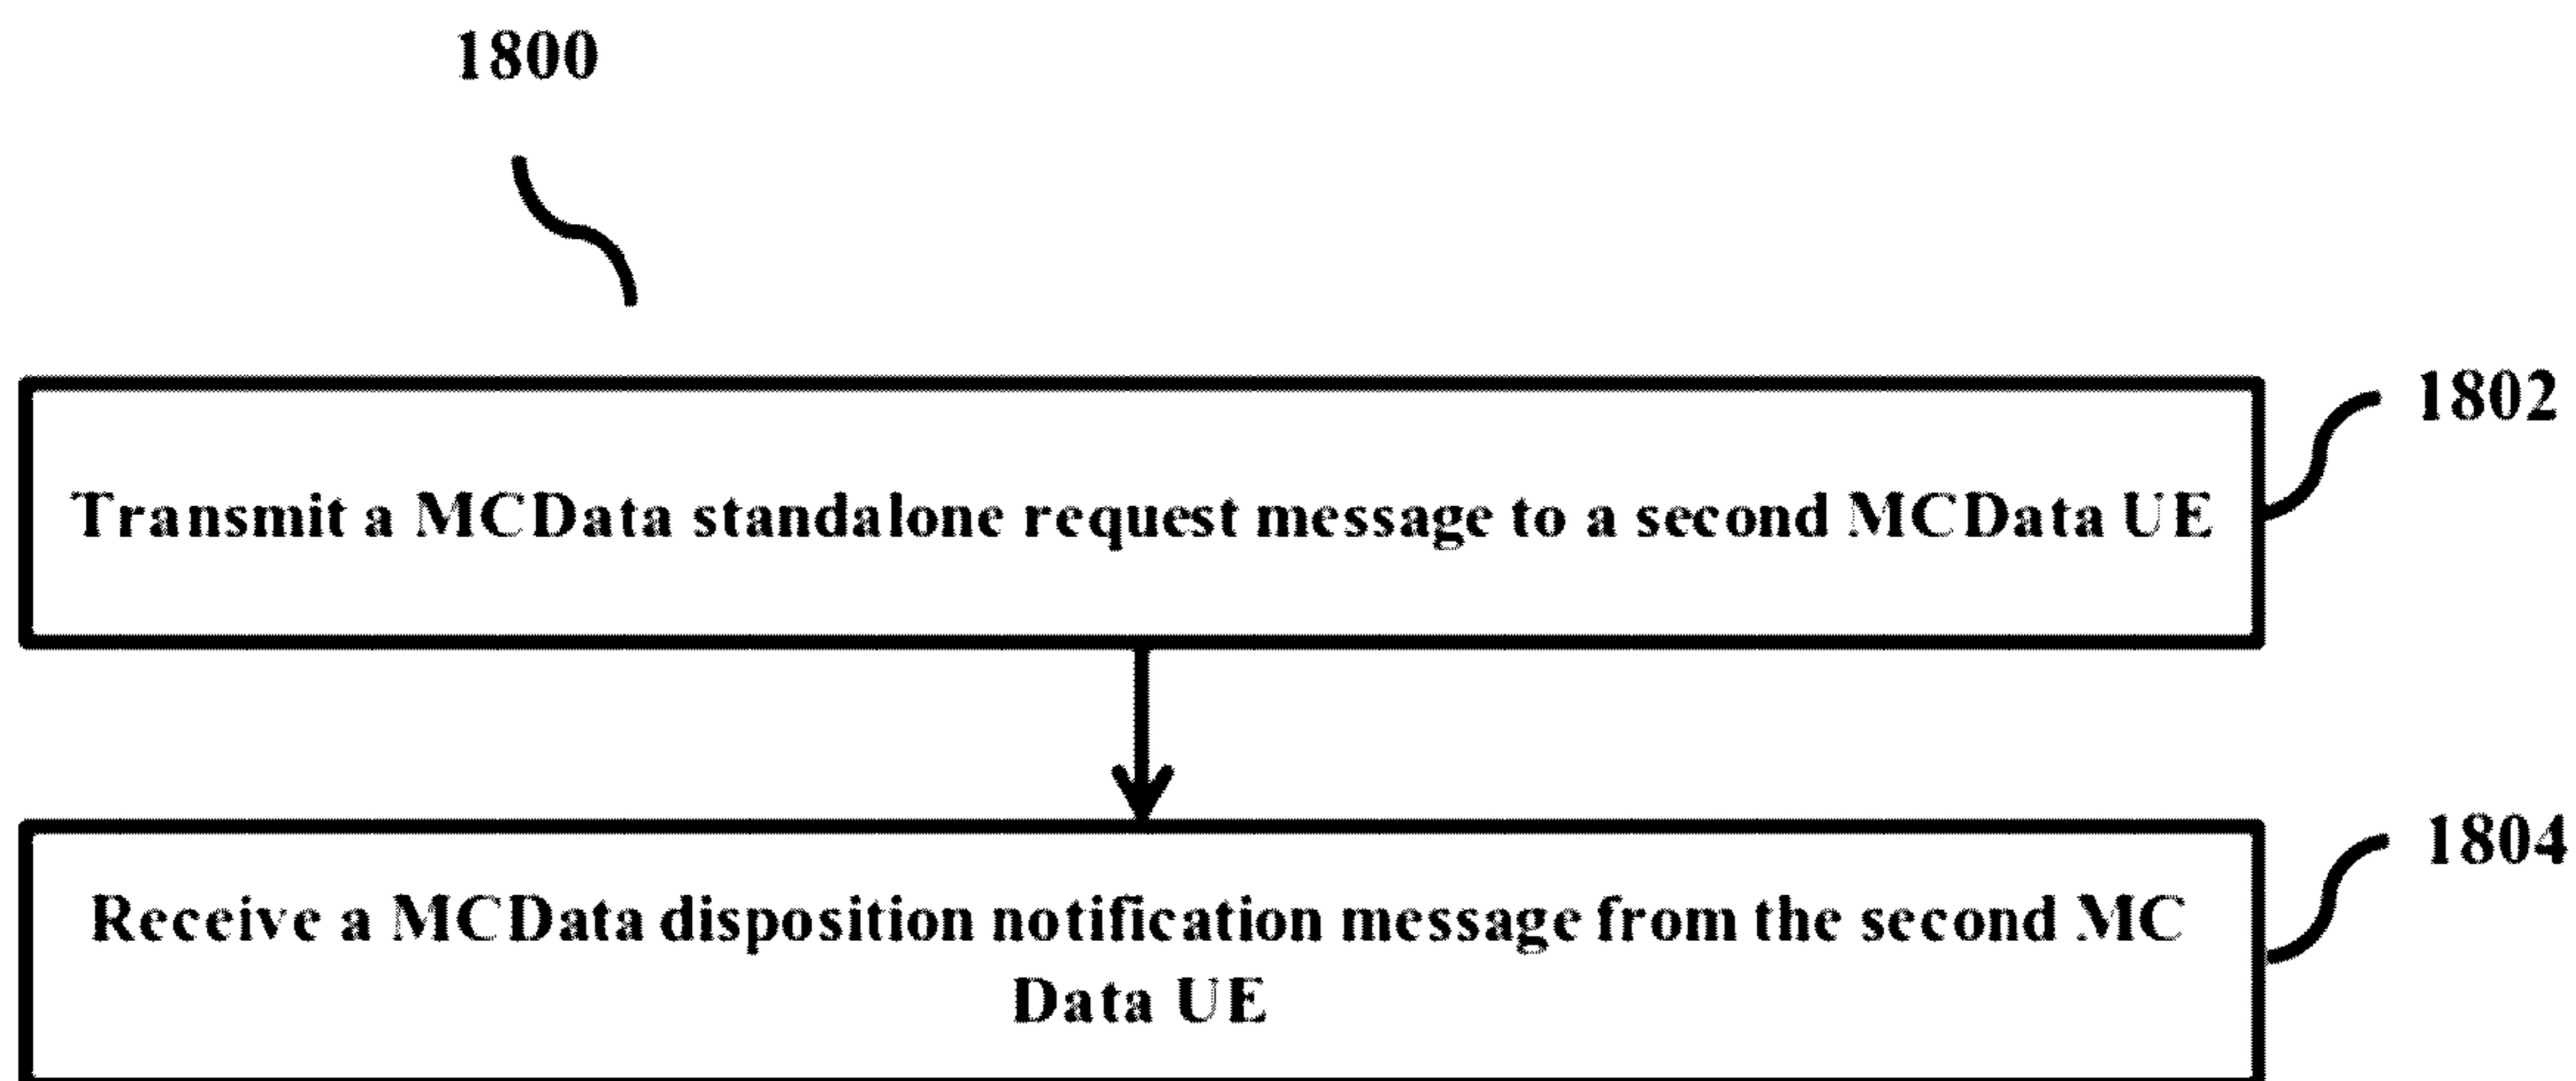 1800
1802
Transmit a MCData standalone request message to a second MCData UE
1804
Receive a MCData disposition notification message from the second MC
Data UE